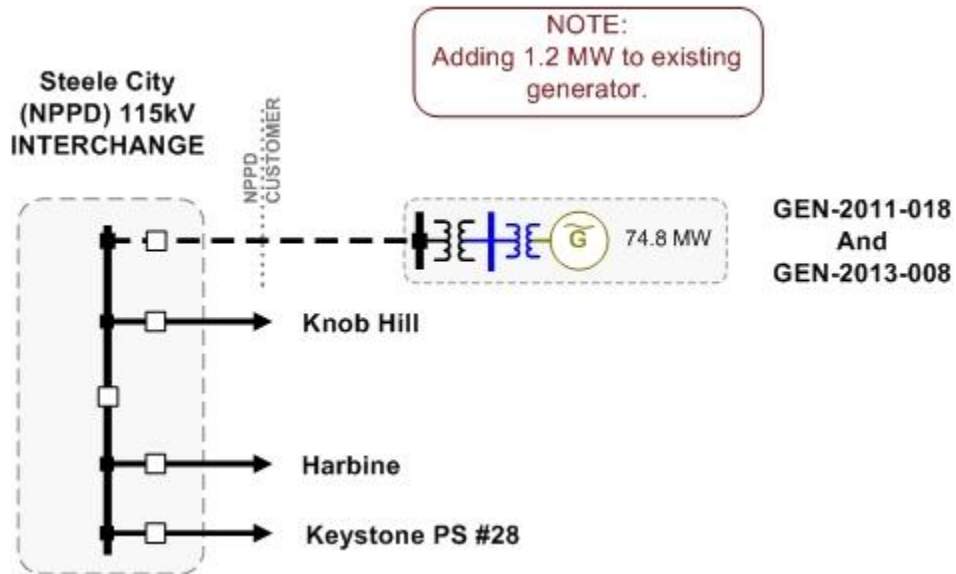 NOTE:
Adding 1.2 MW to existing
generator.
Steele City
(NPPD) 115kV
INTERCHANGE
NPPD
CUSTOMER
G
74.8 MW
GEN-2011-018
And
GEN-2013-008
Knob Hill
Harbine
Keystone PS #28